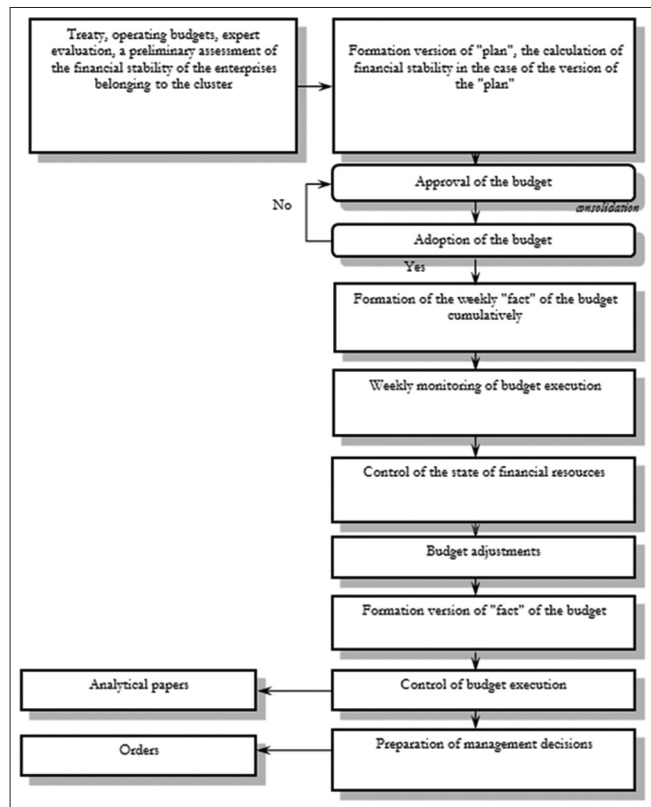 Treaty, operating budgets, expert
evaluation, a preliminary assessment of
the financial stability of the enterprises
belonging to the cluster
Formation version of "plan", the calculation of
financial stability in the case of the version of
the "plan"
Approval of the budget
No
consolidation
Adoption of the budget
Yes
Formation of the weekly "fact" of the budget
cumulatively
Weekly monitoring of budget execution
Control of the state of financial resources
Budget adjustments
Formation version of "fact" of the budget
Analytical papers
Control of budget execution
Orders
Preparation of management decisions